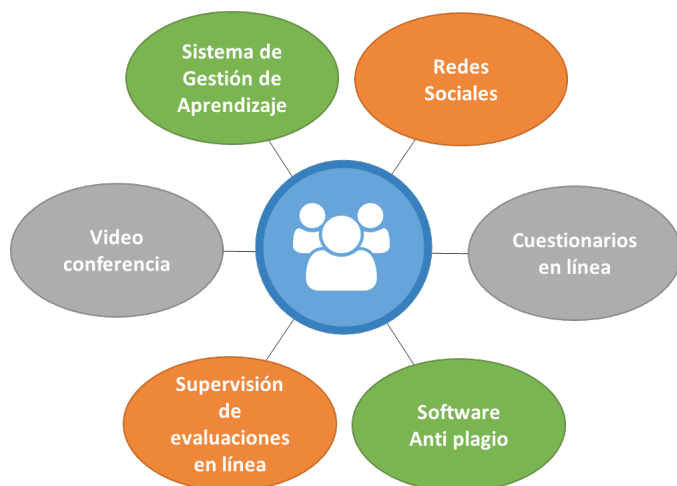 Sistema de
Gestión de
Aprendizaje
Redes
Sociales
Video
conferencia
Cuestionarios
en línea
Supervisión
de
evaluaciones
en línea
Software
Anti plagio